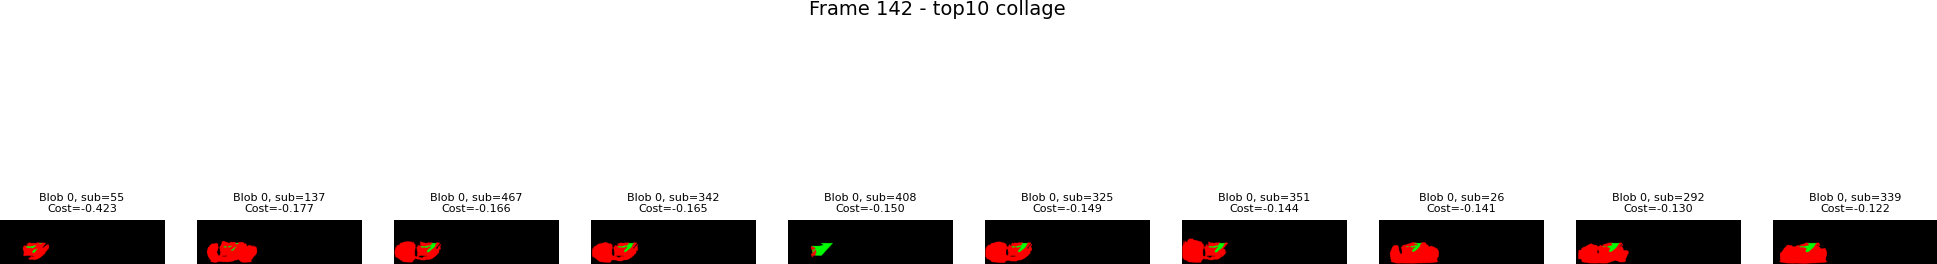 Frame 142 - top10 collage
Blob 0, sub=55
Cost=-0.423
Blob 0, sub=137
Cost=-0.177
Blob 0, sub=467
Cost=-0.166
Blob 0, sub=342
Cost=-0.165
Blob 0, sub=408
Cost=-0.150
Blob 0, sub=325
Cost=-0.149
Blob 0, sub=351
Cost=-0.144
Blob 0, sub=26
Cost=-0.141
Blob 0, sub=292
Cost=-0.130
Blob 0, sub=339
Cost=-0.122